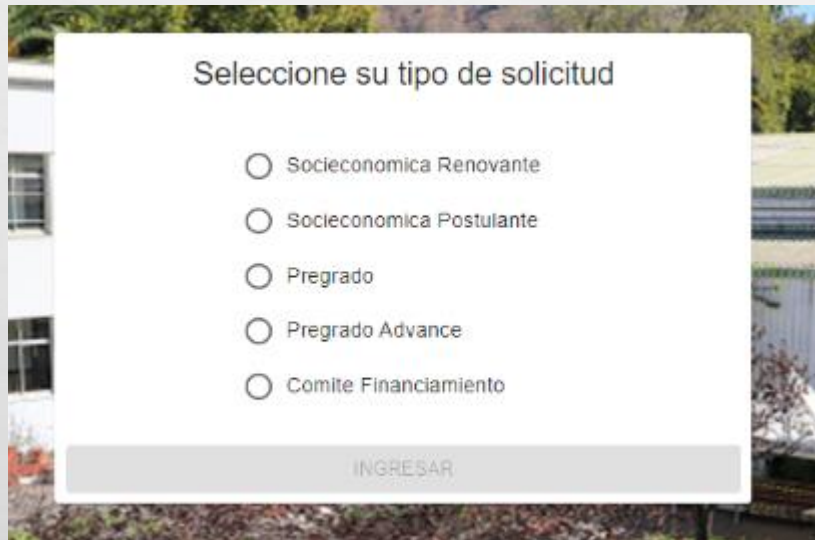 Seleccione su tipo de solicitud
Socieconomica Renovante
Socieconomica Postulante
Pregrado
Pregrado Advance
Comite Financiamiento
INGRESAR